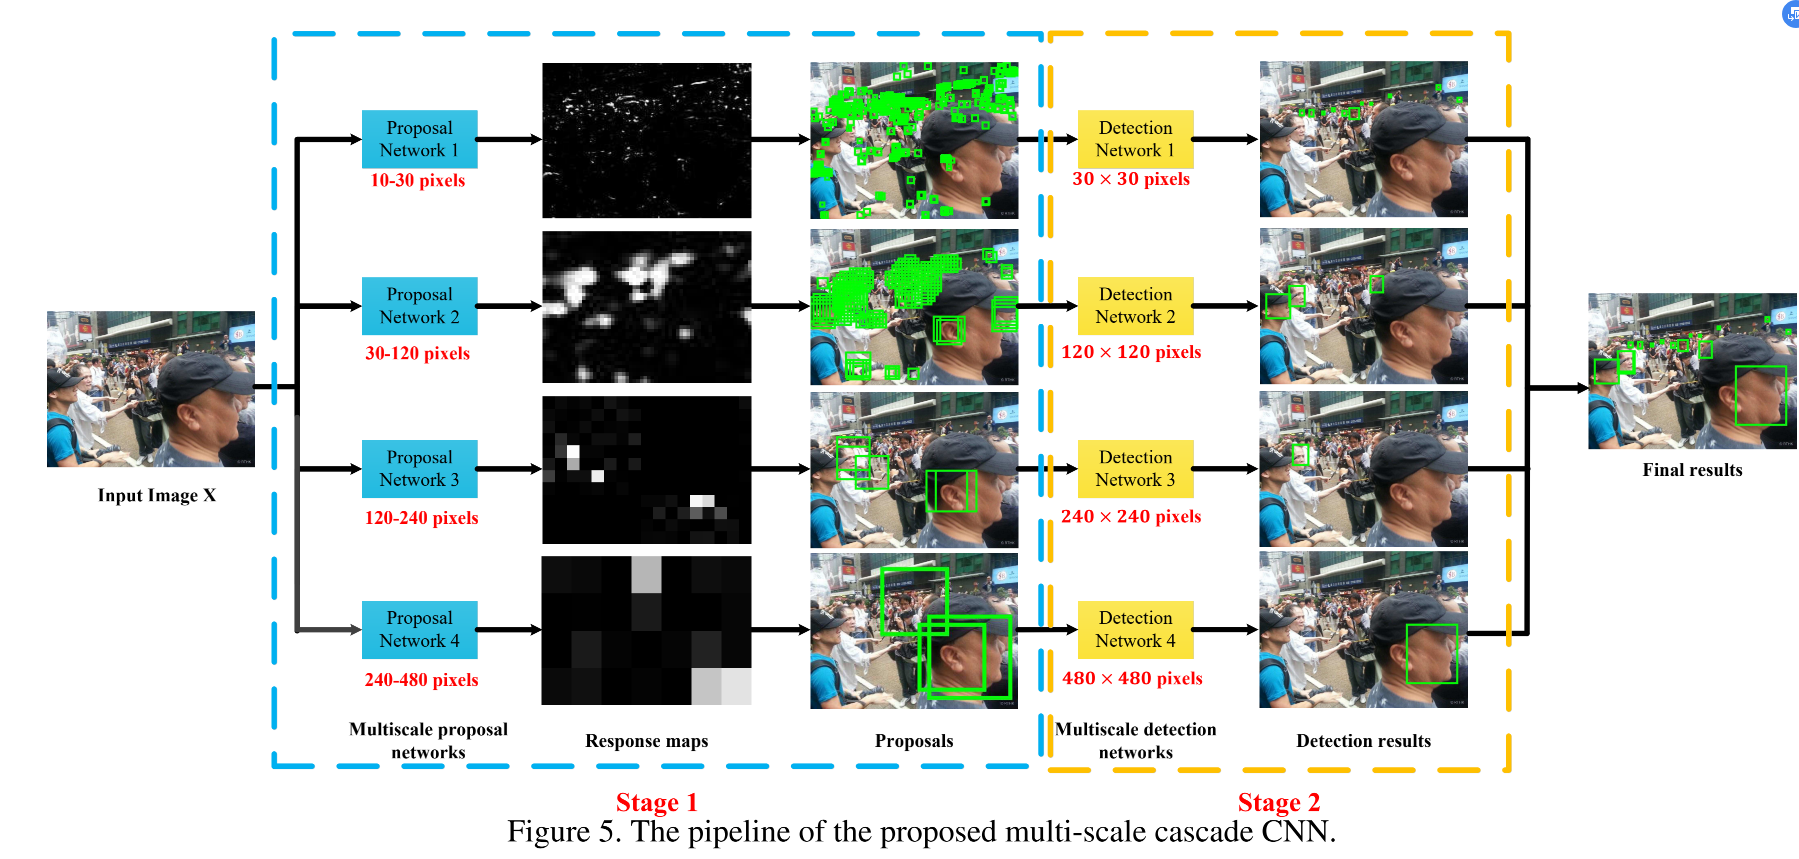 Proposal
Network 1
10-30 pixels
Detection
Network 1
30 × 30 pixels
Proposal
Network 2
30-120 pixels
Detection
Network 2
120 × 120 pixels
Input Image X
Proposal
Network 3
120-240 pixels
Detection
Network 3
240 × 240 pixels
Final results
Proposal
Network 4
240-480 pixels
Detection
Network 4
480 × 480 pixels
Multiscale proposal
networks
Response maps
Proposals
Multiscale detection
networks
Detection results
Stage 1
Stage 2
Figure 5. The pipeline of the proposed multi-scale cascade CNN.